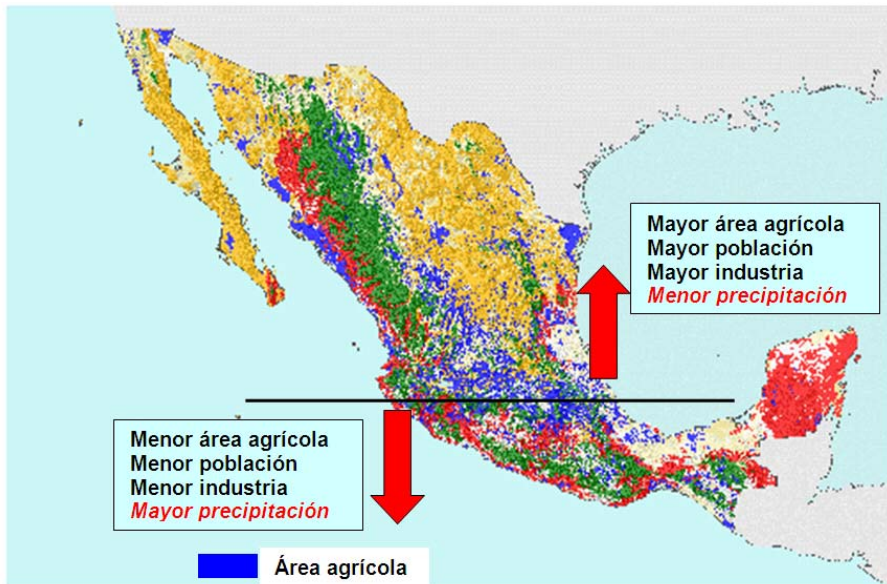 Mayor área agrícola
Mayor población
Mayor industria
Menor precipitación
Menor área agrícola
Menor población
Menor industria
Mayor precipitación
Área agrícola